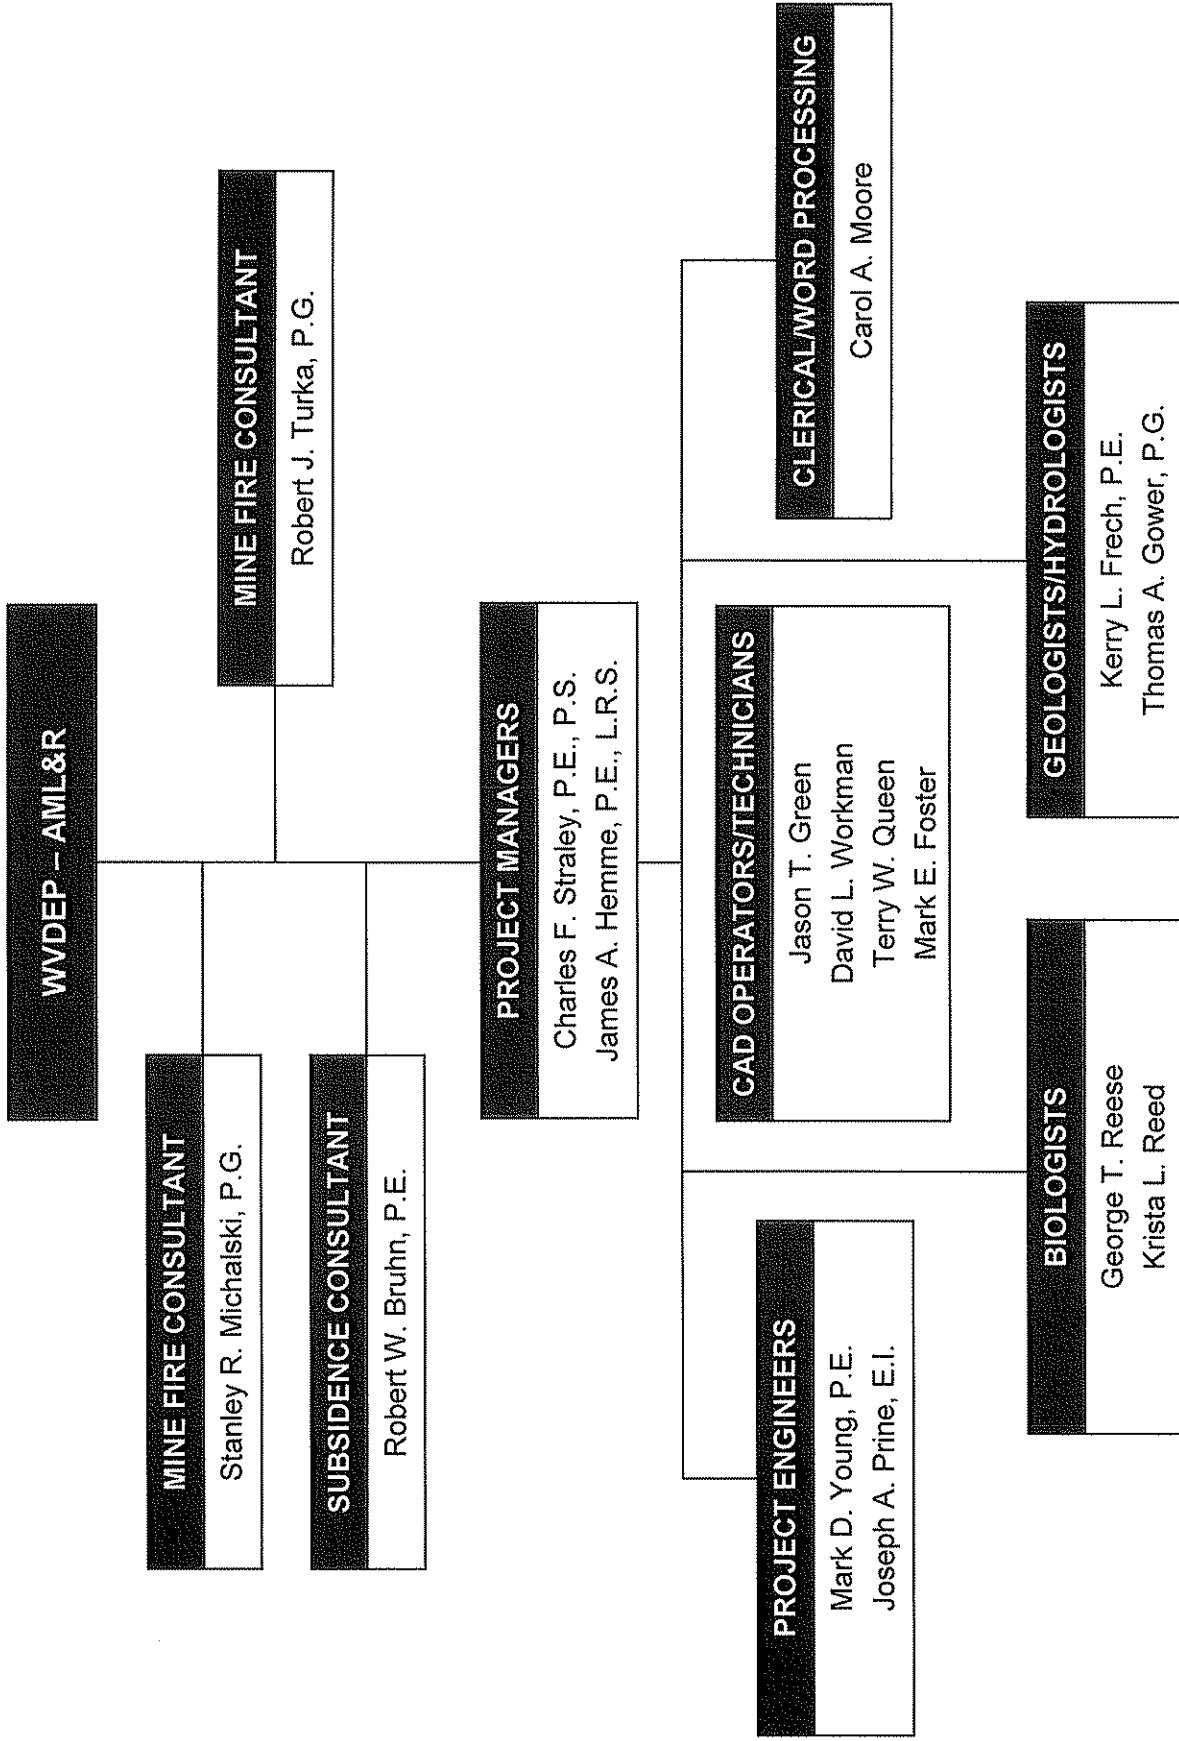 WVDEP – AML&R
MINE FIRE CONSULTANT
Stanley R. Michalski, P.G.
MINE FIRE CONSULTANT
Robert J. Turka, P.G.
SUBSIDENCE CONSULTANT
Robert W. Bruhn, P.E.
PROJECT MANAGERS
Charles F. Straley, P.E., P.S.
James A. Hemme, P.E., L.R.S.
PROJECT ENGINEERS
Mark D. Young, P.E.
Joseph A. Prine, E.I.
CAD OPERATORS/TECHNICIANS
Jason T. Green
David L. Workman
Terry W. Queen
Mark E. Foster
CLERICAL/WORD PROCESSING
Carol A. Moore
BIOLOGISTS
George T. Reese
Krista L. Reed
GEOLOGISTS/HYDROLOGISTS
Kerry L. Frech, P.E.
Thomas A. Gower, P.G.